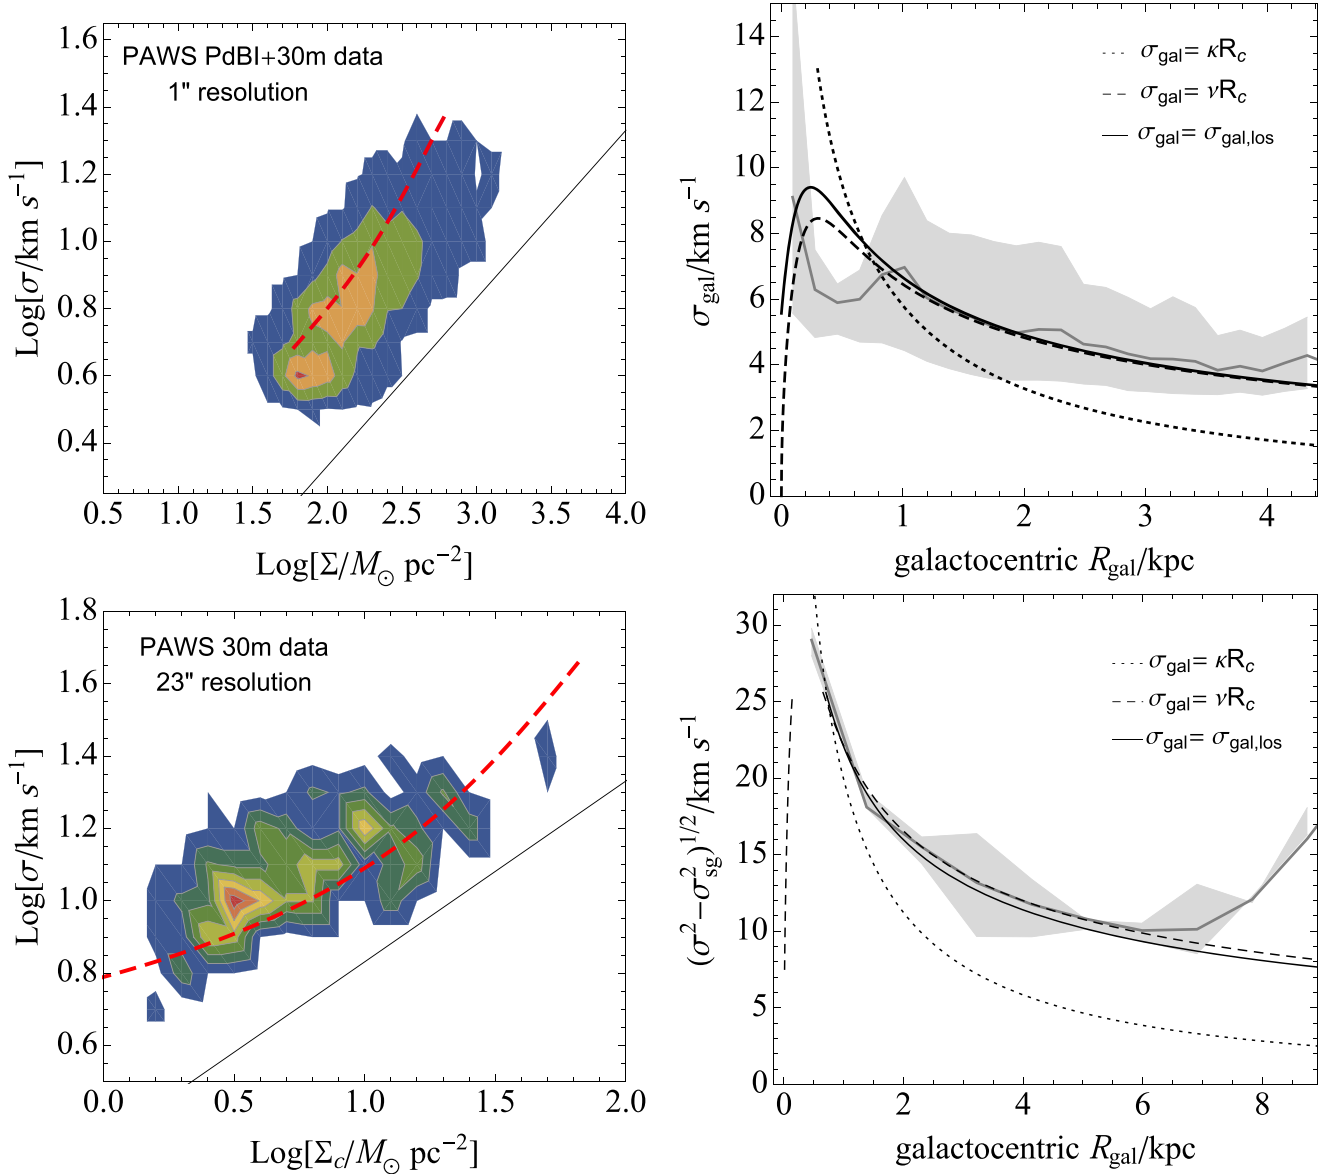 PAWS PdBI+30m data
1" resolution
Log[σ/km s⁻¹]
1.6
1.4
1.2
1.0
0.8
0.6
0.4
0.5 1.0 1.5 2.0 2.5 3.0 3.5 4.0
Log[Σ/M⊙ pc⁻²]
σgal= κRc
σgal= νRc
σgal= σgal,los
σgal/km s⁻¹
14
12
10
8
6
4
2
0
0 1 2 3 4
galactocentric Rgal/kpc
PAWS 30m data
23" resolution
Log[σ/km s⁻¹]
1.8
1.6
1.4
1.2
1.0
0.8
0.6
0.0 0.5 1.0 1.5 2.0
Log[Σc/M⊙ pc⁻²]
σgal= κRc
σgal= νRc
σgal= σgal,los
(σ²−σ²sg)¹/²/km s⁻¹
30
25
20
15
10
5
0
0 2 4 6 8
galactocentric Rgal/kpc